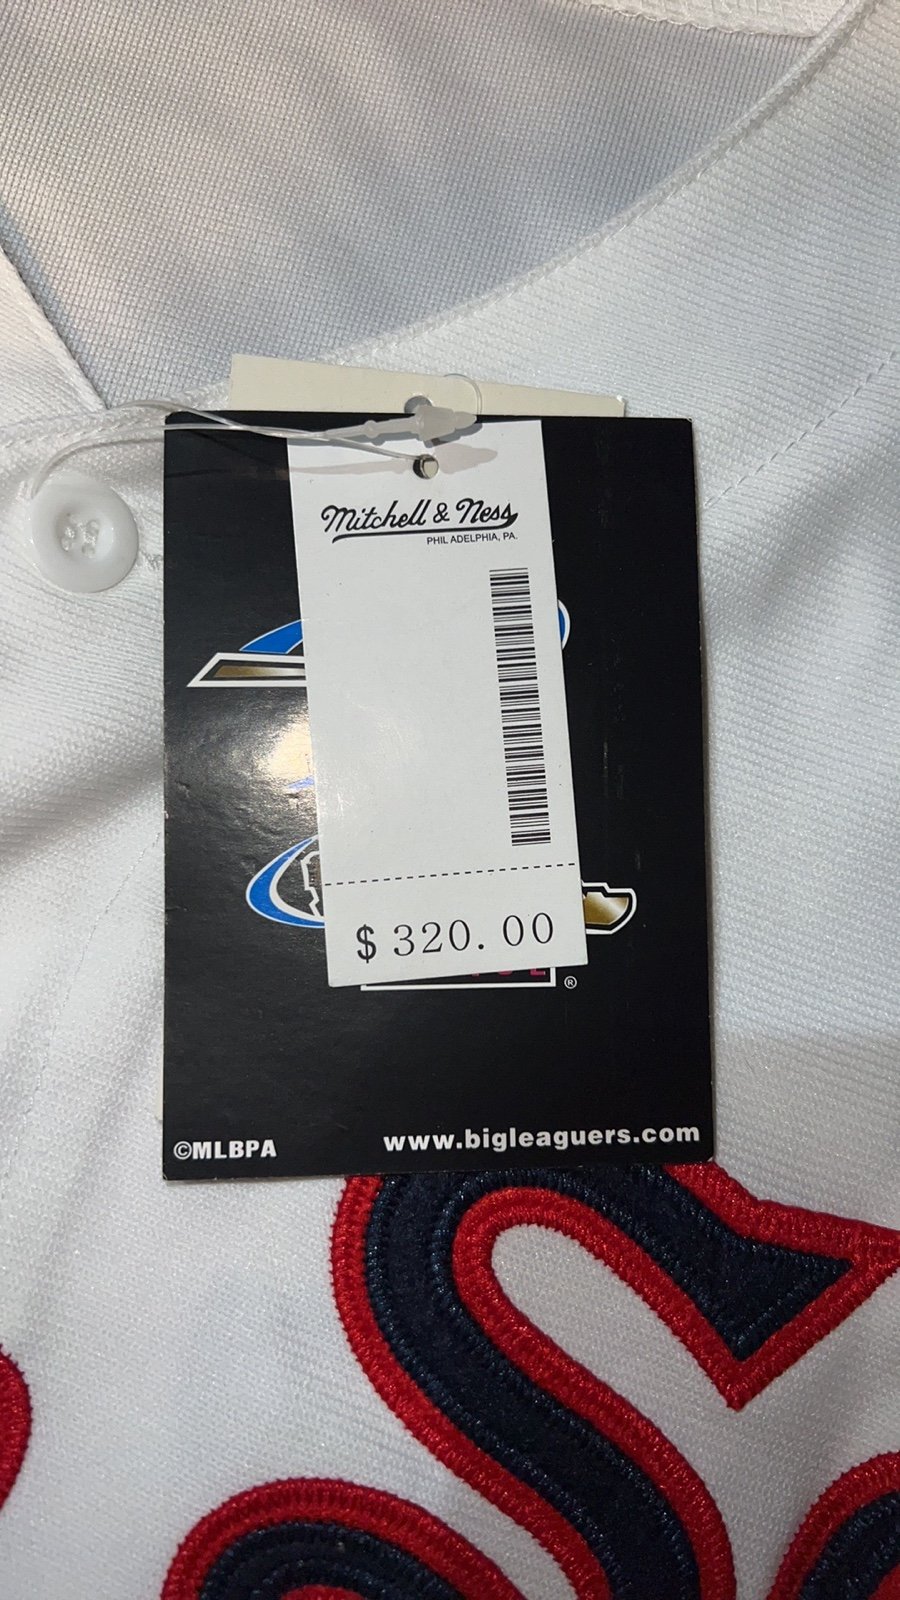 Mitchell & Ness
PHILADELPHIA, PA.
$ 320.00
®
©MLBPA
www.bigleaguers.com